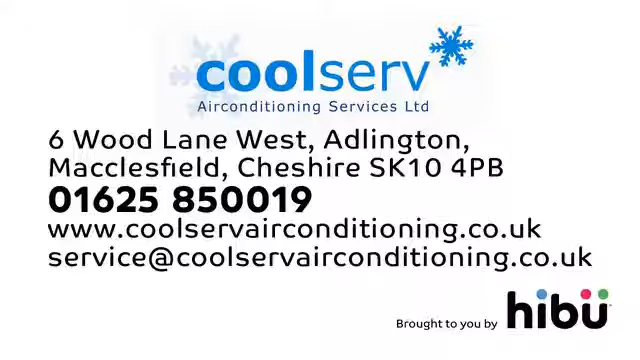 coolserv
Airconditioning Services Ltd
6 Wood Lane West, Adlington,
Macclesfield, Cheshire SK10 4PB
01625 850019
www.coolservairconditioning.co.uk
service@coolservairconditioning.co.uk
Brought to you by hibü